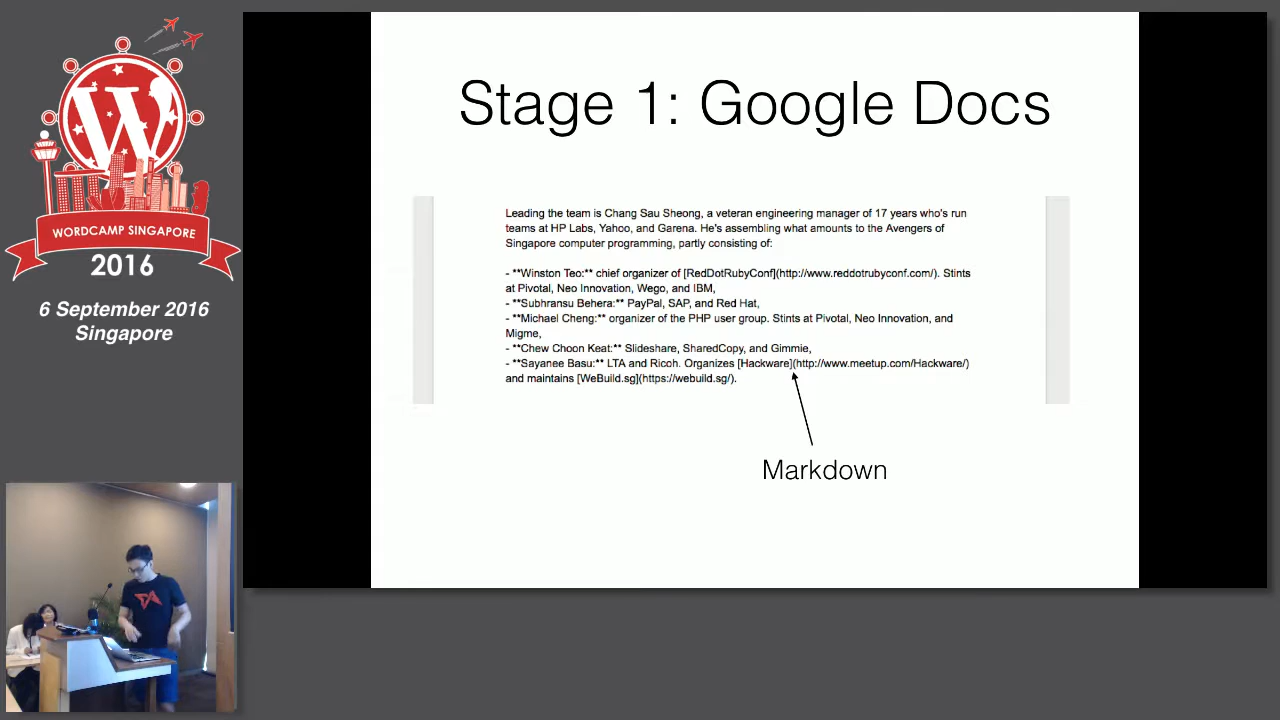 WORDCAMP SINGAPORE
2016
6 September 2016
Singapore
Stage 1: Google Docs
Leading the team is Chang Sau Sheong, a veteran engineering manager of 17 years who's run
teams at HP Labs, Yahoo, and Garena. He's assembling what amounts to the Avengers of
Singapore computer programming, partly consisting of:
- **Winston Teo:** chief organizer of [RedDotRubyConf](http://www.reddotrubyconf.com/). Stints
at Pivotal, Neo Innovation, Wego, and IBM,
- **Subhransu Behera:** PayPal, SAP, and Red Hat,
- **Michael Cheng:** organizer of the PHP user group. Stints at Pivotal, Neo Innovation, and
Migme,
- **Chew Choon Keat:** Slideshare, SharedCopy, and Gimmie,
- **Sayanee Basu:** LTA and Ricoh. Organizes [Hackware](http://www.meetup.com/Hackware/)
and maintains [WeBuild.sg](https://webuild.sg/).
Markdown